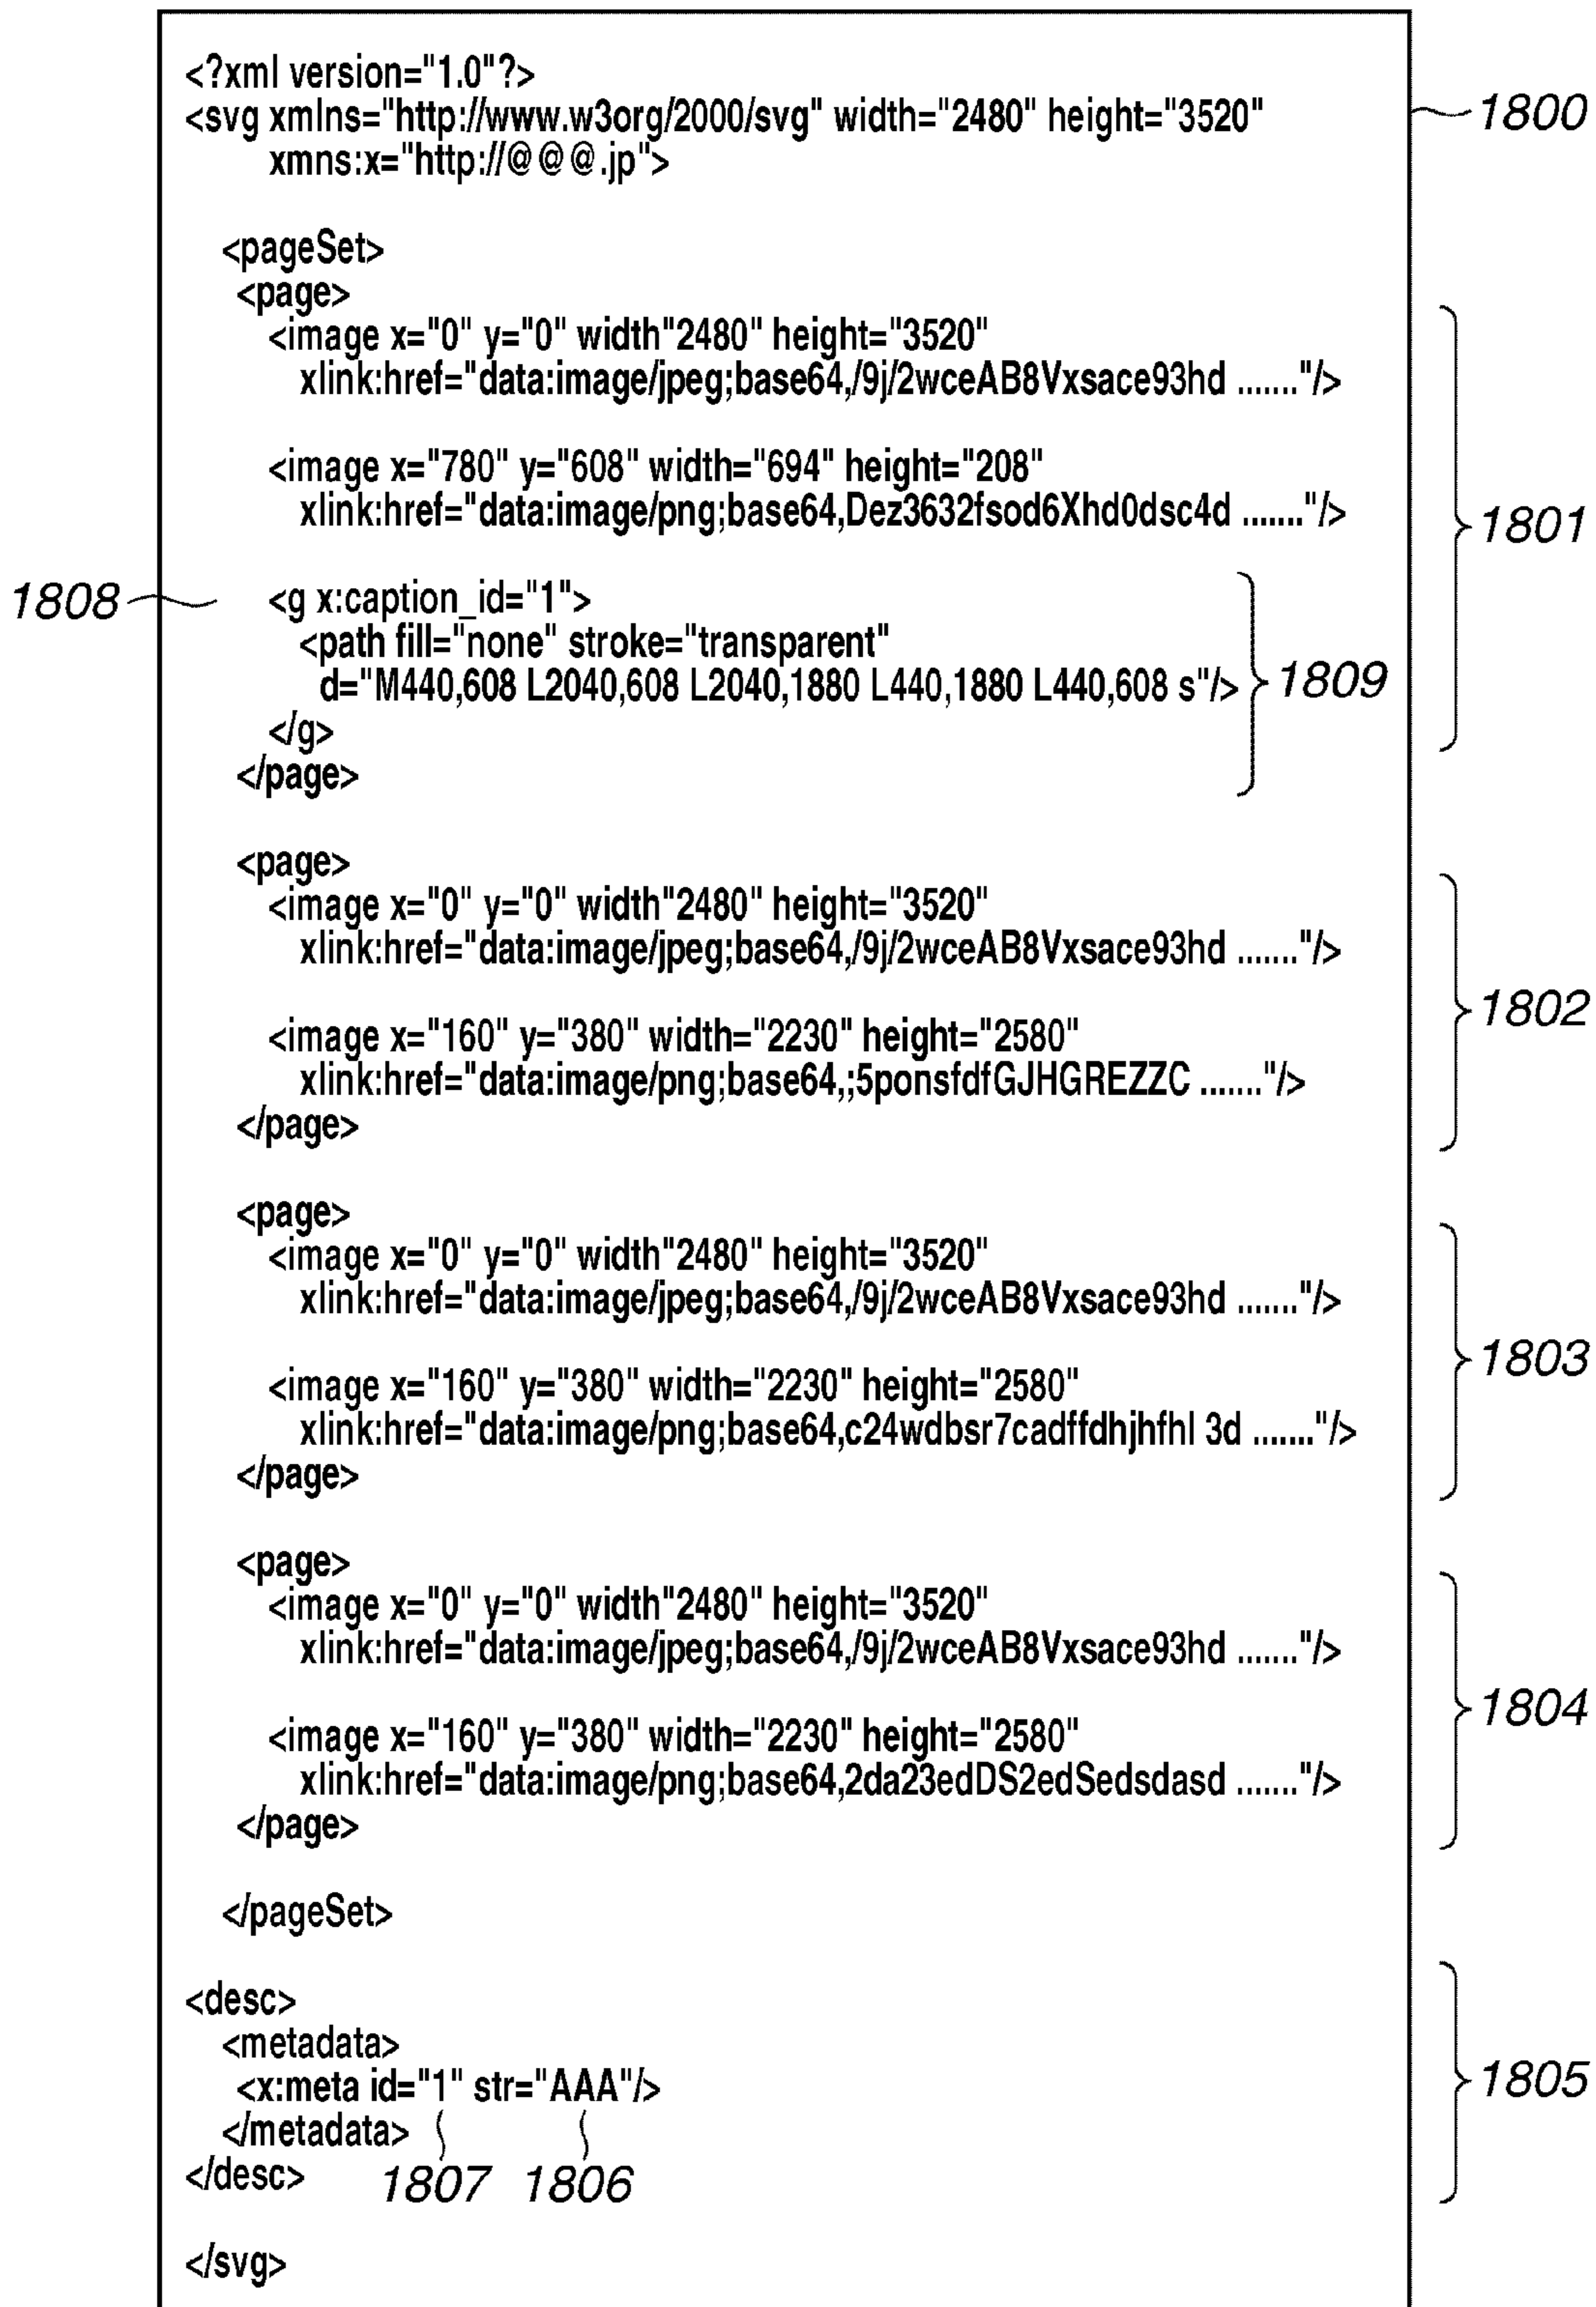 <?xml version="1.0"?>
<svg xmlns="http://www.w3org/2000/svg" width="2480" height="3520"
1800
xmns:x="http://@@@.jp">
<pageSet>
<page>
<image x="0" y="0" width"2480" height="3520"
xlink:href="data:image/jpeg;base64,/9j/2wceAB8Vxsace93hd ......."/>
<image x="780" y="608" width="694" height="208"
xlink:href="data:image/png;base64,Dez3632fsod6Xhd0dsc4d ......."/>
1801
1808
<g x:caption_id="1">
<path fill="none" stroke="transparent"
d="M440,608 L2040,608 L2040,1880 L440,1880 L440,608 s"/>
1809
</g>
</page>
<page>
<image x="0" y="0" width"2480" height="3520"
xlink:href="data:image/jpeg;base64,/9j/2wceAB8Vxsace93hd ......."/>
1802
<image x="160" y="380" width="2230" height="2580"
xlink:href="data:image/png;base64,;5ponsfdfGJHGREZZC ......."/>
</page>
<page>
<image x="0" y="0" width"2480" height="3520"
xlink:href="data:image/jpeg;base64,/9j/2wceAB8Vxsace93hd ......."/>
1803
<image x="160" y="380" width="2230" height="2580"
xlink:href="data:image/png;base64,c24wdbsr7cadffdhjhfhl 3d ......."/>
</page>
<page>
<image x="0" y="0" width"2480" height="3520"
xlink:href="data:image/jpeg;base64,/9j/2wceAB8Vxsace93hd ......."/>
1804
<image x="160" y="380" width="2230" height="2580"
xlink:href="data:image/png;base64,2da23edDS2edSedsdasd ......."/>
</page>
</pageSet>
<desc>
<metadata>
<x:meta id="1" str="AAA"/>
1805
</metadata>
</desc>
1807 1806
</svg>